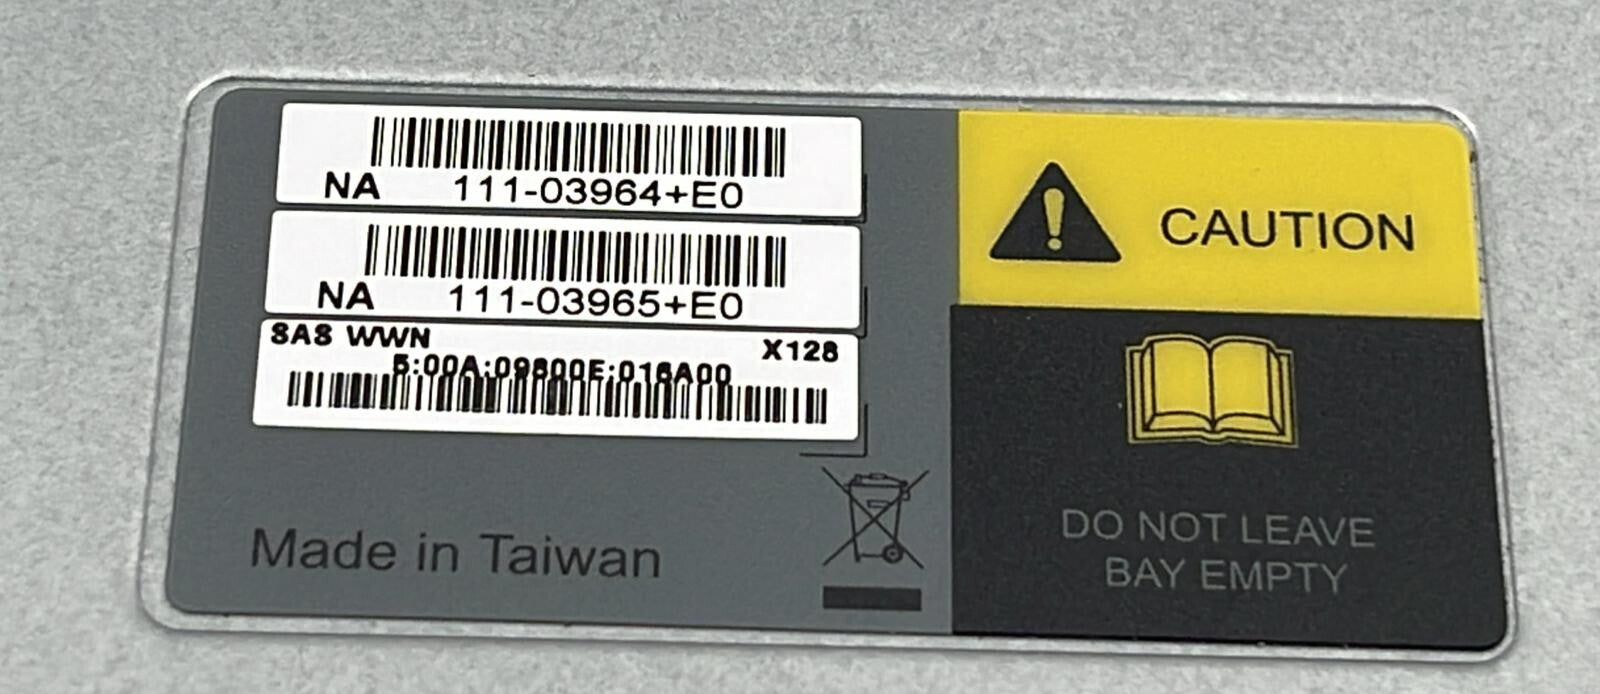 NA 111-03964+E0
NA 111-03965+E0
SAS WWN X128
5:00A:09800E:016A00
Made in Taiwan
CAUTION
DO NOT LEAVE
BAY EMPTY